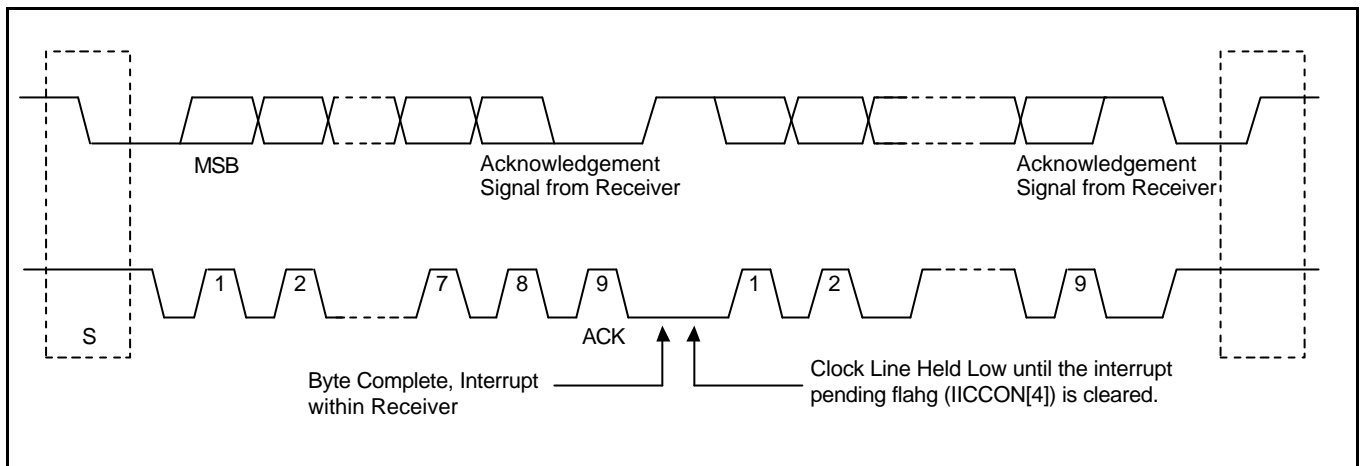 MSB
Acknowledgement
Signal from Receiver
Acknowledgement
Signal from Receiver
1 2 7 8 9 1 2 9
S
ACK
Byte Complete, Interrupt
within Receiver
Clock Line Held Low until the interrupt
pending flahg (IICCON[4]) is cleared.